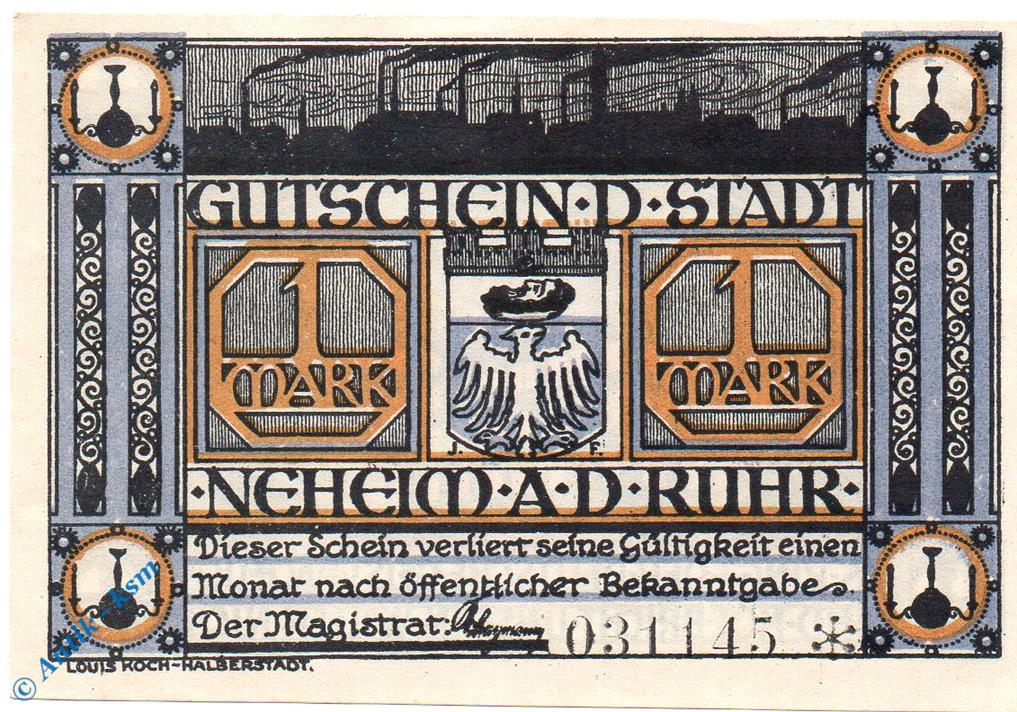 GUTSCHEIN·D·STADT
1 MARK
1 MARK
J. F.
·NEHEIM·A·D·RUHR·
Dieser Schein verliert seine Gültigkeit einen
Monat nach öffentlicher Bekanntgabe.
Der Magistrat:
031145 *
LOUIS KOCH-HALBERSTADT.
© Antik-ksm